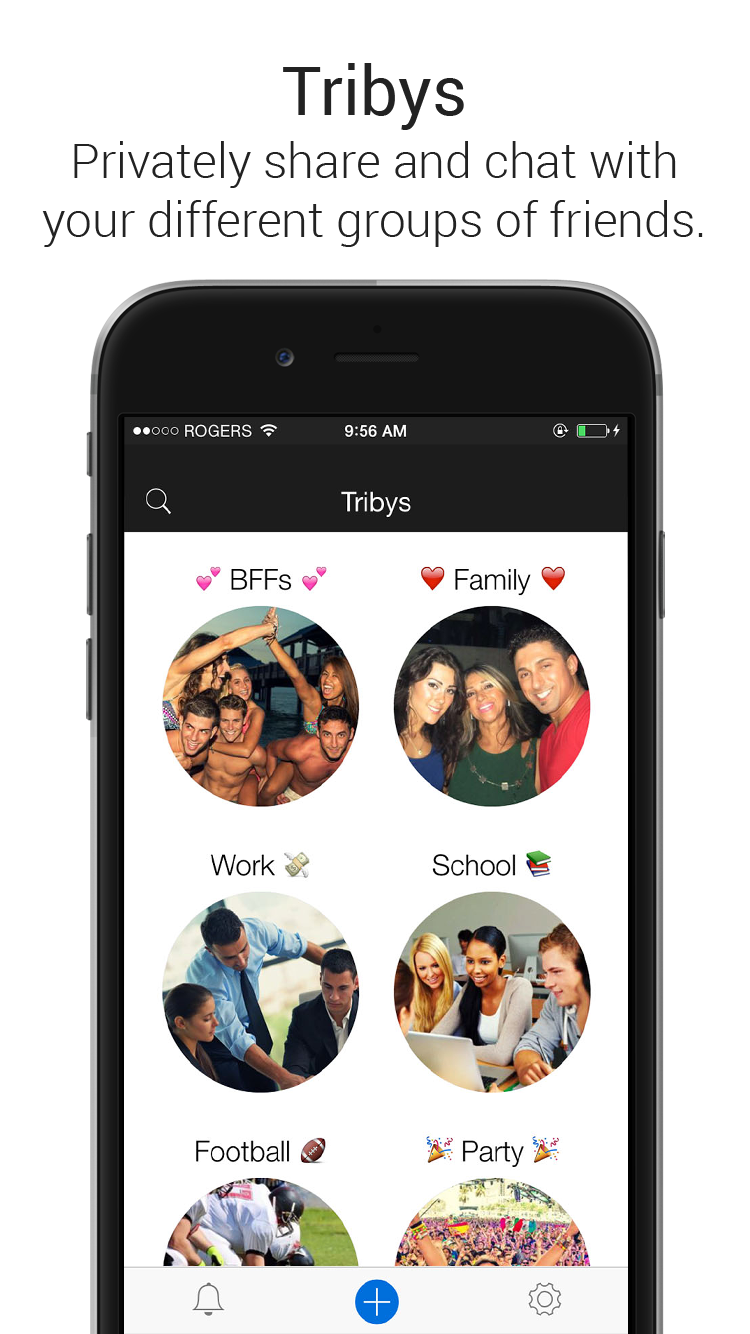 Tribys
Privately share and chat with
your different groups of friends.
ROGERS 9:56 AM
Tribys
💕 BFFs 💕 ❤️ Family ❤️
Work 💸 School 📚
Football 🏈 🎉 Party 🎉